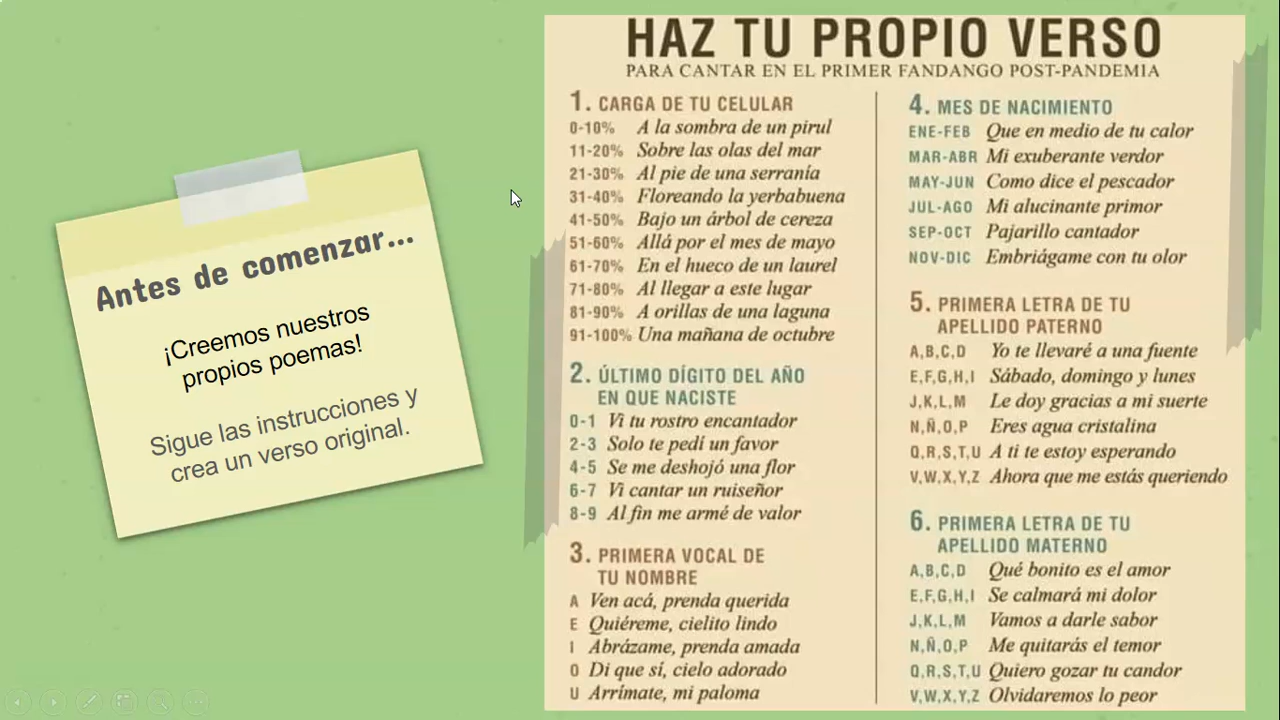 Antes de comenzar...
¡Creemos nuestros
propios poemas!
Sigue las instrucciones y
crea un verso original.
HAZ TU PROPIO VERSO
PARA CANTAR EN EL PRIMER FANDANGO POST-PANDEMIA
1. CARGA DE TU CELULAR
0-10% A la sombra de un pirul
11-20% Sobre las olas del mar
21-30% Al pie de una serranía
31-40% Floreando la yerbabuena
41-50% Bajo un árbol de cereza
51-60% Allá por el mes de mayo
61-70% En el hueco de un laurel
71-80% Al llegar a este lugar
81-90% A orillas de una laguna
91-100% Una mañana de octubre
2. ÚLTIMO DÍGITO DEL AÑO
EN QUE NACISTE
0-1 Vi tu rostro encantador
2-3 Solo te pedí un favor
4-5 Se me deshojó una flor
6-7 Vi cantar un ruiseñor
8-9 Al fin me armé de valor
3. PRIMERA VOCAL DE
TU NOMBRE
A Ven acá, prenda querida
E Quiéreme, cielito lindo
I Abrázame, prenda amada
O Di que sí, cielo adorado
U Arrímate, mi paloma
4. MES DE NACIMIENTO
ENE-FEB Que en medio de tu calor
MAR-ABR Mi exuberante verdor
MAY-JUN Como dice el pescador
JUL-AGO Mi alucinante primor
SEP-OCT Pajarillo cantador
NOV-DIC Embriágame con tu olor
5. PRIMERA LETRA DE TU
APELLIDO PATERNO
A,B,C,D Yo te llevaré a una fuente
E,F,G,H,I Sábado, domingo y lunes
J,K,L,M Le doy gracias a mi suerte
N,Ñ,O,P Eres agua cristalina
Q,R,S,T,U A ti te estoy esperando
V,W,X,Y,Z Ahora que me estás queriendo
6. PRIMERA LETRA DE TU
APELLIDO MATERNO
A,B,C,D Qué bonito es el amor
E,F,G,H,I Se calmará mi dolor
J,K,L,M Vamos a darle sabor
N,Ñ,O,P Me quitarás el temor
Q,R,S,T,U Quiero gozar tu candor
V,W,X,Y,Z Olvidaremos lo peor